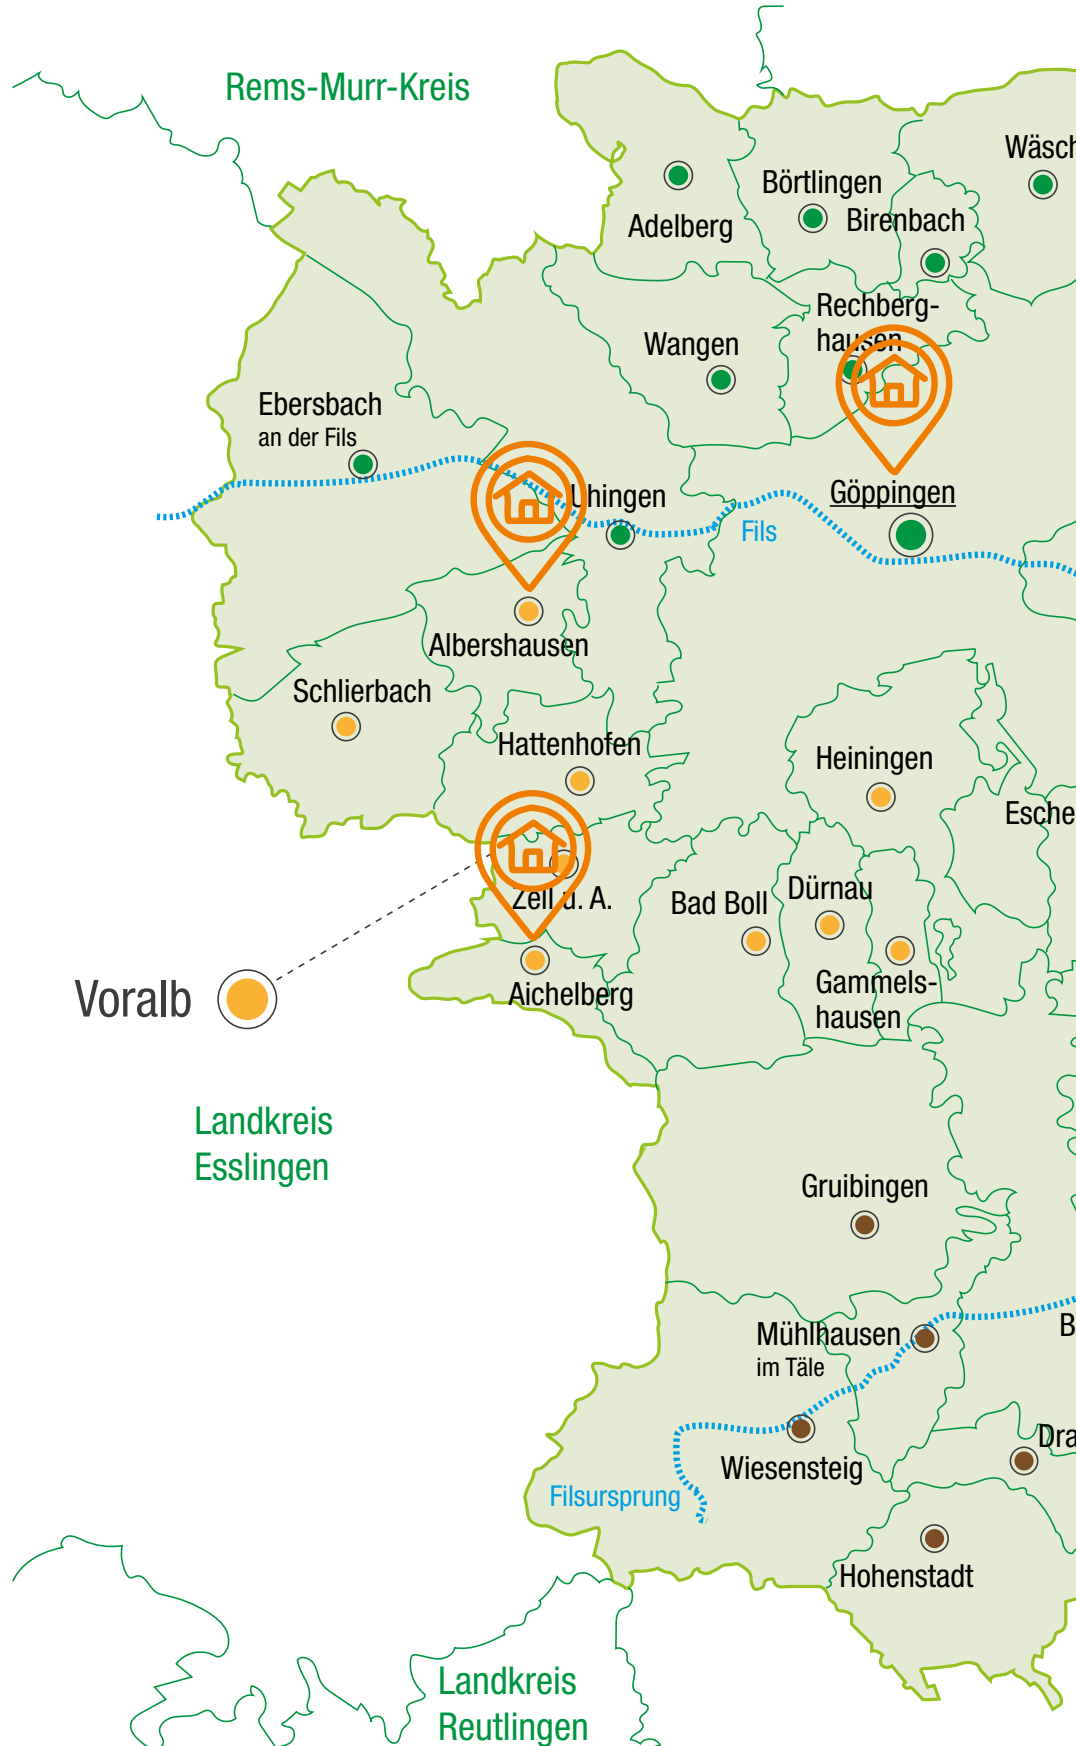 Rems-Murr-Kreis
Wäsch
Börtlingen
Adelberg
Birenbach
Rechberg-
hausen
Wangen
Ebersbach
an der Fils
Uhingen
Göppingen
Fils
Albershausen
Schlierbach
Hattenhofen
Heiningen
Esche
Zell u. A.
Bad Boll
Dürnau
Voralb
Aichelberg
Gammels-
hausen
Landkreis
Esslingen
Gruibingen
Mühlhausen
im Täle
B
Dra
Wiesensteig
Filsursprung
Hohenstadt
Landkreis
Reutlingen